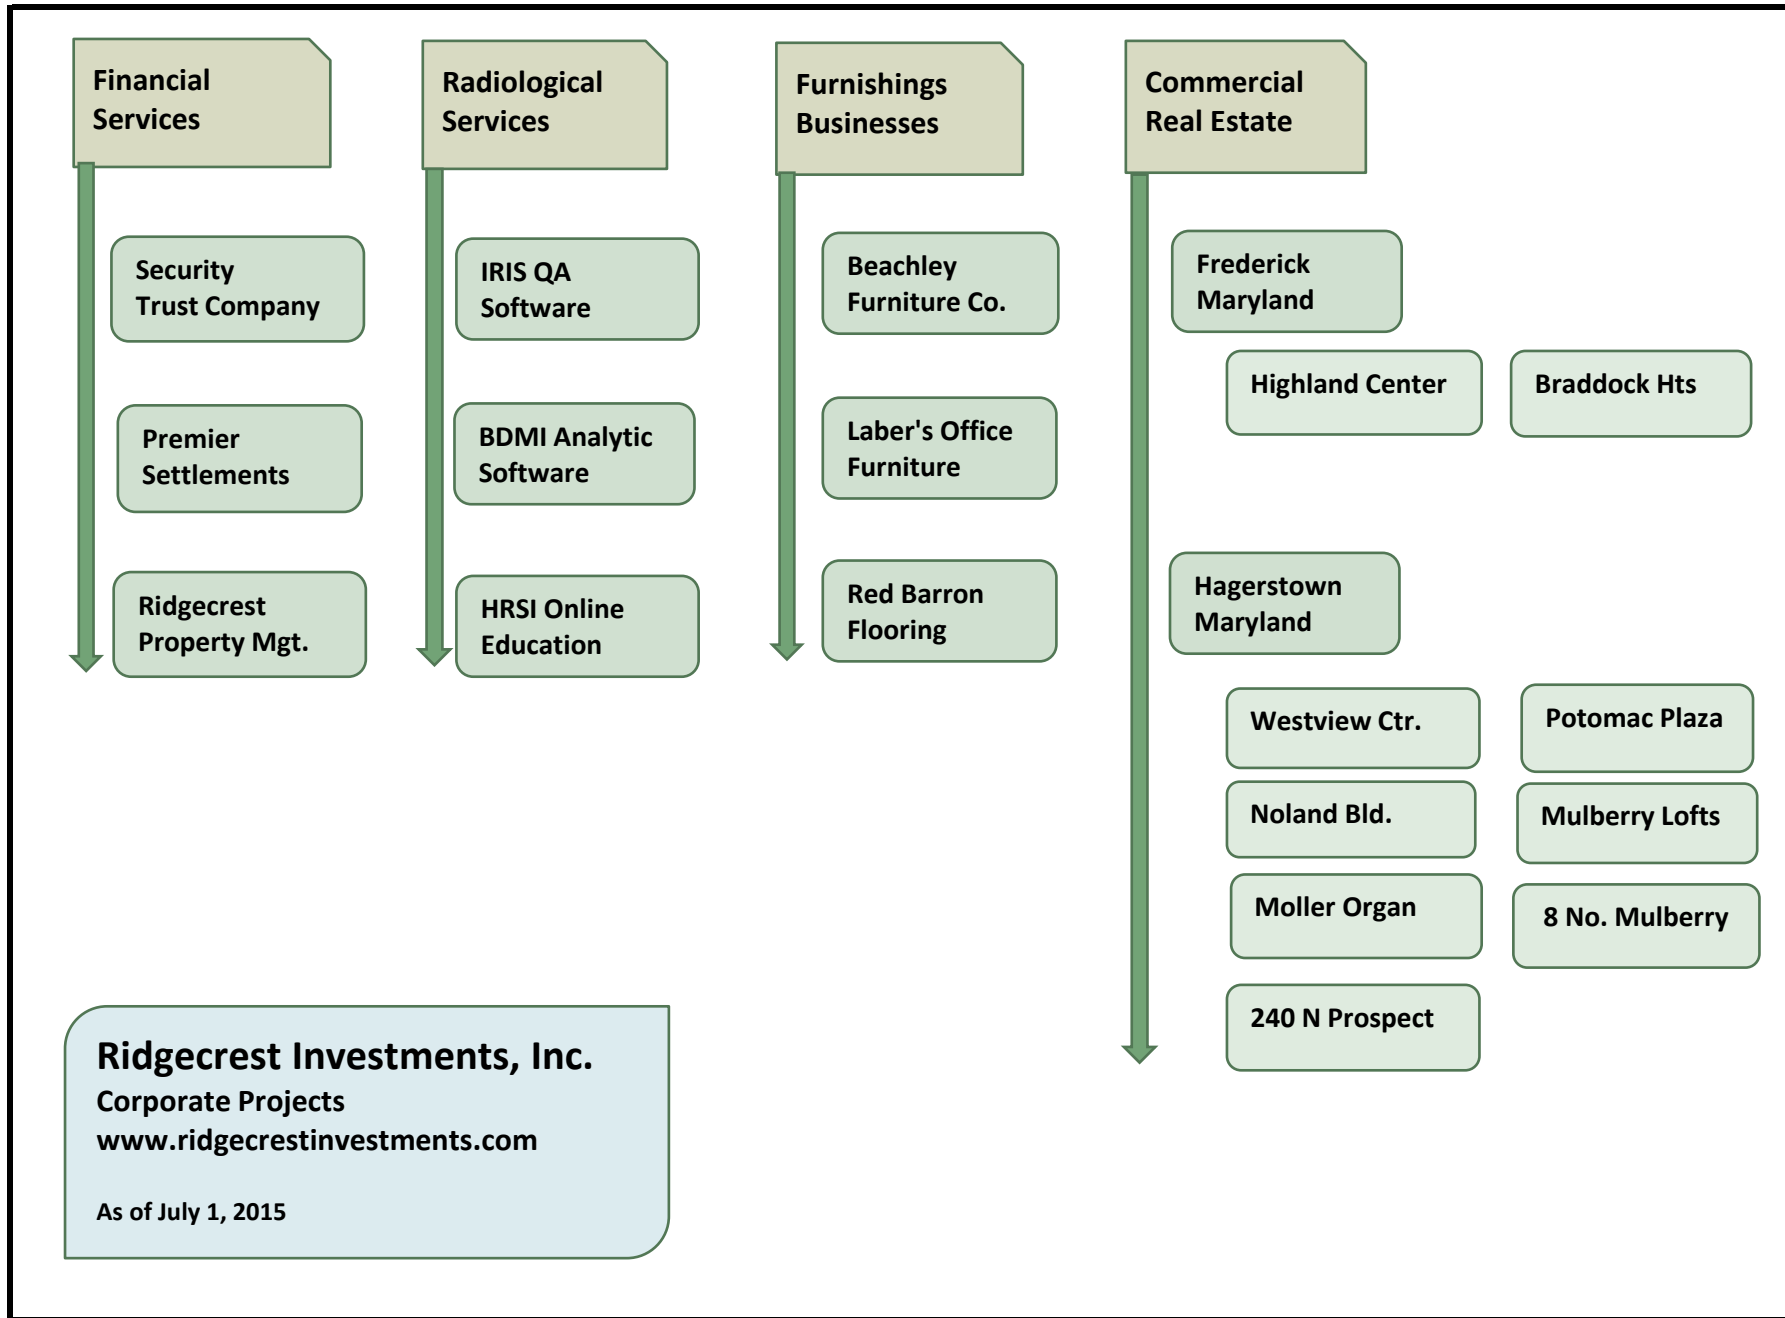 Financial
Services
Security
Trust Company
Premier
Settlements
Ridgecrest
Property Mgt.
Radiological
Services
IRIS QA
Software
BDMI Analytic
Software
HRSI Online
Education
Furnishings
Businesses
Beachley
Furniture Co.
Laber's Office
Furniture
Red Barron
Flooring
Commercial
Real Estate
Frederick
Maryland
Highland Center
Braddock Hts
Hagerstown
Maryland
Westview Ctr.
Potomac Plaza
Noland Bld.
Mulberry Lofts
Moller Organ
8 No. Mulberry
240 N Prospect
Ridgecrest Investments, Inc.
Corporate Projects
www.ridgecrestinvestments.com
As of July 1, 2015